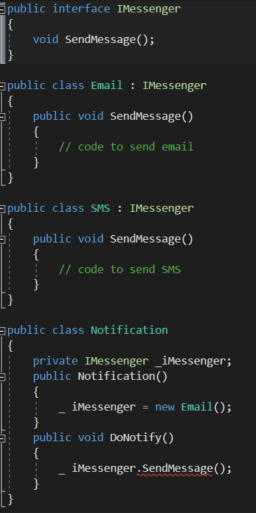 public interface IMessenger
{
    void SendMessage();
}
public class Email : IMessenger
{
    public void SendMessage()
    {
        // code to send email
    }
}
public class SMS : IMessenger
{
    public void SendMessage()
    {
        // code to send SMS
    }
}
public class Notification
{
    private IMessenger _iMessenger;
    public Notification()
    {
        _ iMessenger = new Email();
    }
    public void DoNotify()
    {
        _ iMessenger.SendMessage();
    }
}